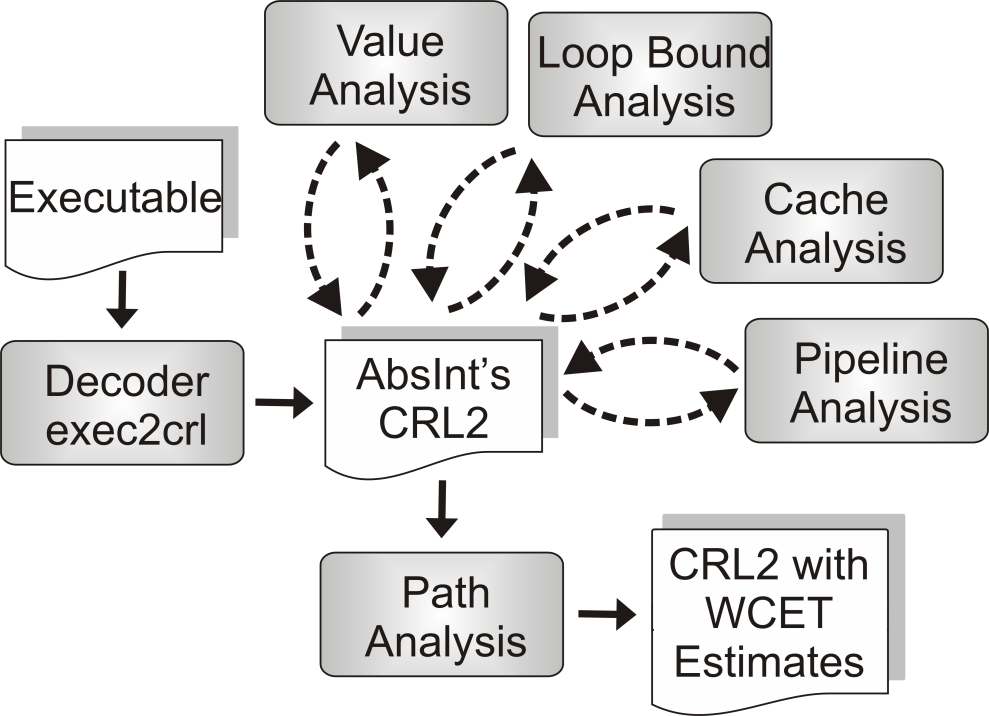 Value
Analysis
Loop Bound
Analysis
Executable
Cache
Analysis
Decoder
exec2crl
AbsInt’s
CRL2
Pipeline
Analysis
Path
Analysis
CRL2 with
WCET
Estimates